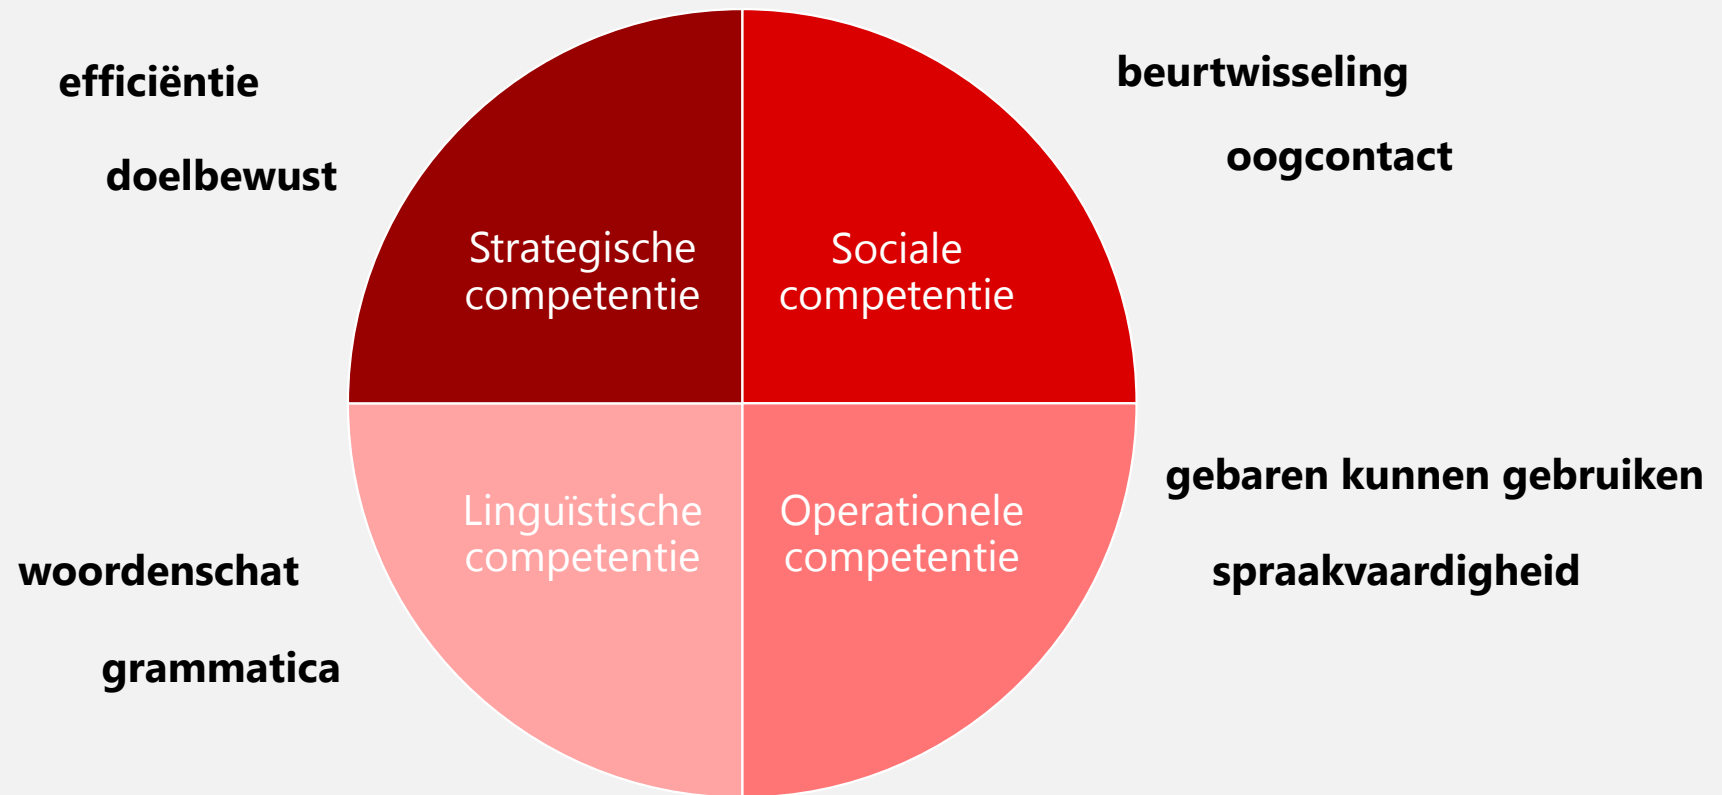 efficiëntie
doelbewust
Strategische
competentie
beurtwisseling
oogcontact
Sociale
competentie
woordenschat
grammatica
Linguïstische
competentie
gebaren kunnen gebruiken
spraakvaardigheid
Operationele
competentie